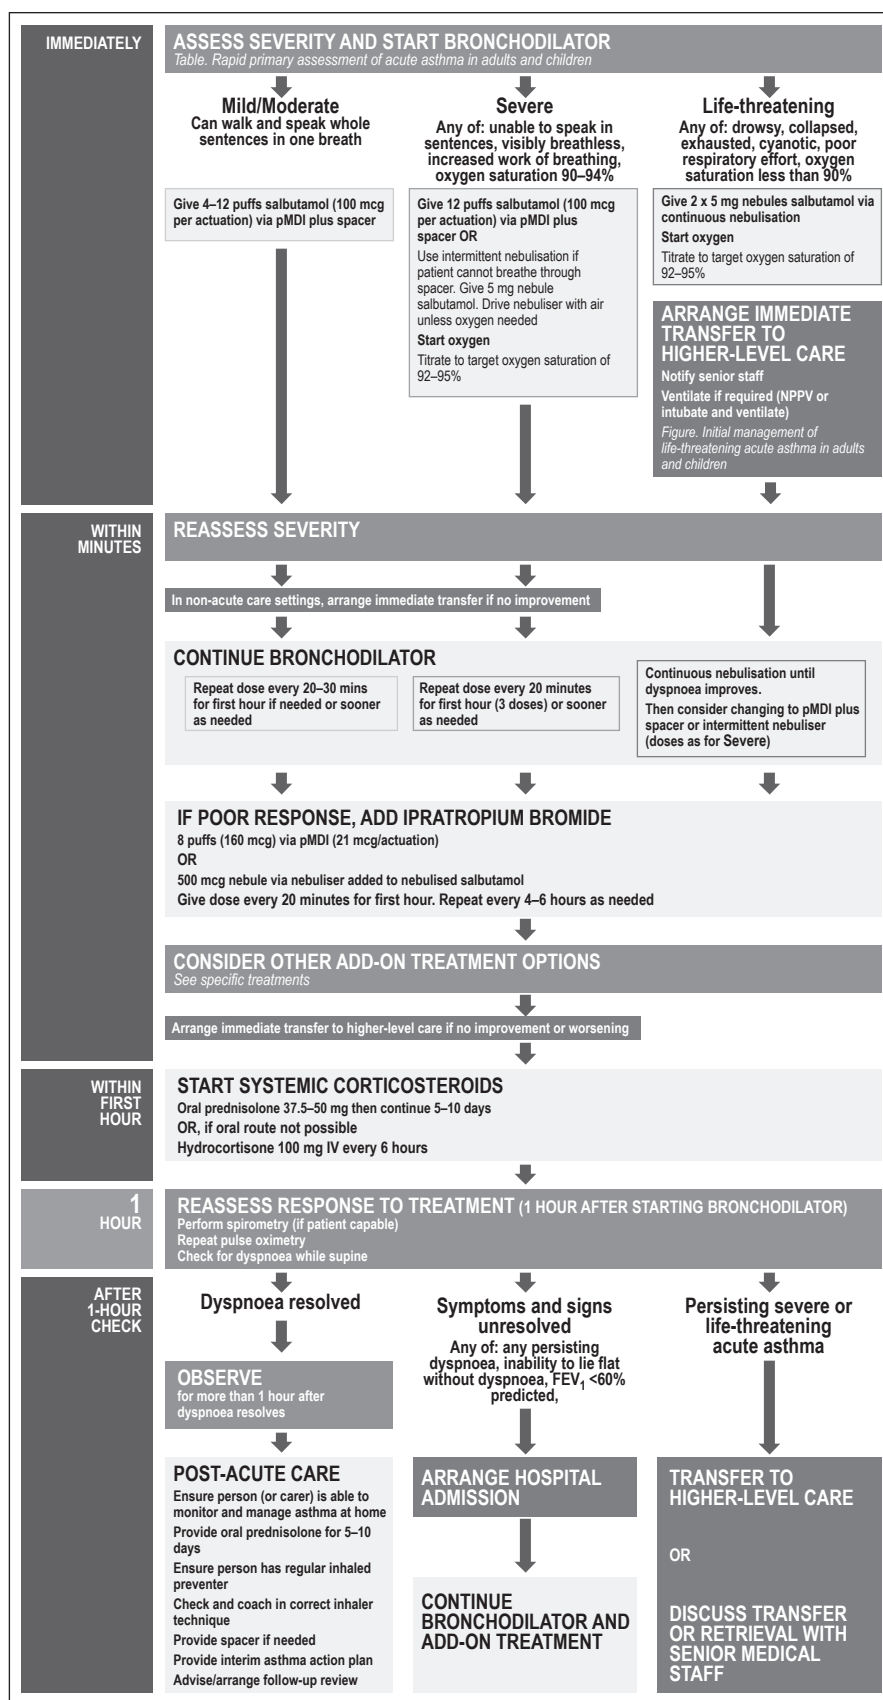 IMMEDIATELY
ASSESS SEVERITY AND START BRONCHODILATOR
Table. Rapid primary assessment of acute asthma in adults and children
Mild/Moderate
Can walk and speak whole
sentences in one breath
Give 4–12 puffs salbutamol (100 mcg
per actuation) via pMDI plus spacer
Severe
Any of: unable to speak in
sentences, visibly breathless,
increased work of breathing,
oxygen saturation 90–94%
Give 12 puffs salbutamol (100 mcg
per actuation) via pMDI plus
spacer OR
Use intermittent nebulisation if
patient cannot breathe through
spacer. Give 5 mg nebule
salbutamol. Drive nebuliser with air
unless oxygen needed
Start oxygen
Titrate to target oxygen saturation of
92–95%
Life-threatening
Any of: drowsy, collapsed,
exhausted, cyanotic, poor
respiratory effort, oxygen
saturation less than 90%
Give 2 x 5 mg nebules salbutamol via
continuous nebulisation
Start oxygen
Titrate to target oxygen saturation of
92–95%
ARRANGE IMMEDIATE
TRANSFER TO
HIGHER-LEVEL CARE
Notify senior staff
Ventilate if required (NPPV or
intubate and ventilate)
Figure. Initial management of
life-threatening acute asthma in adults
and children
WITHIN
MINUTES
REASSESS SEVERITY
In non-acute care settings, arrange immediate transfer if no improvement
CONTINUE BRONCHODILATOR
Repeat dose every 20–30 mins
for first hour if needed or sooner
as needed
Repeat dose every 20 minutes
for first hour (3 doses) or sooner
as needed
Continuous nebulisation until
dyspnoea improves.
Then consider changing to pMDI plus
spacer or intermittent nebuliser
(doses as for Severe)
IF POOR RESPONSE, ADD IPRATROPIUM BROMIDE
8 puffs (160 mcg) via pMDI (21 mcg/actuation)
OR
500 mcg nebule via nebuliser added to nebulised salbutamol
Give dose every 20 minutes for first hour. Repeat every 4–6 hours as needed
CONSIDER OTHER ADD-ON TREATMENT OPTIONS
See specific treatments
Arrange immediate transfer to higher-level care if no improvement or worsening
WITHIN
FIRST
HOUR
START SYSTEMIC CORTICOSTEROIDS
Oral prednisolone 37.5–50 mg then continue 5–10 days
OR, if oral route not possible
Hydrocortisone 100 mg IV every 6 hours
1
HOUR
REASSESS RESPONSE TO TREATMENT (1 HOUR AFTER STARTING BRONCHODILATOR)
Perform spirometry (if patient capable)
Repeat pulse oximetry
Check for dyspnoea while supine
AFTER
1-HOUR
CHECK
Dyspnoea resolved
OBSERVE
for more than 1 hour after
dyspnoea resolves
POST-ACUTE CARE
Ensure person (or carer) is able to
monitor and manage asthma at home
Provide oral prednisolone for 5–10
days
Ensure person has regular inhaled
preventer
Check and coach in correct inhaler
technique
Provide spacer if needed
Provide interim asthma action plan
Advise/arrange follow-up review
Symptoms and signs
unresolved
Any of: any persisting
dyspnoea, inability to lie flat
without dyspnoea, FEV1 <60%
predicted,
ARRANGE HOSPITAL
ADMISSION
CONTINUE
BRONCHODILATOR AND
ADD-ON TREATMENT
Persisting severe or
life-threatening
acute asthma
TRANSFER TO
HIGHER-LEVEL CARE
OR
DISCUSS TRANSFER
OR RETRIEVAL WITH
SENIOR MEDICAL
STAFF